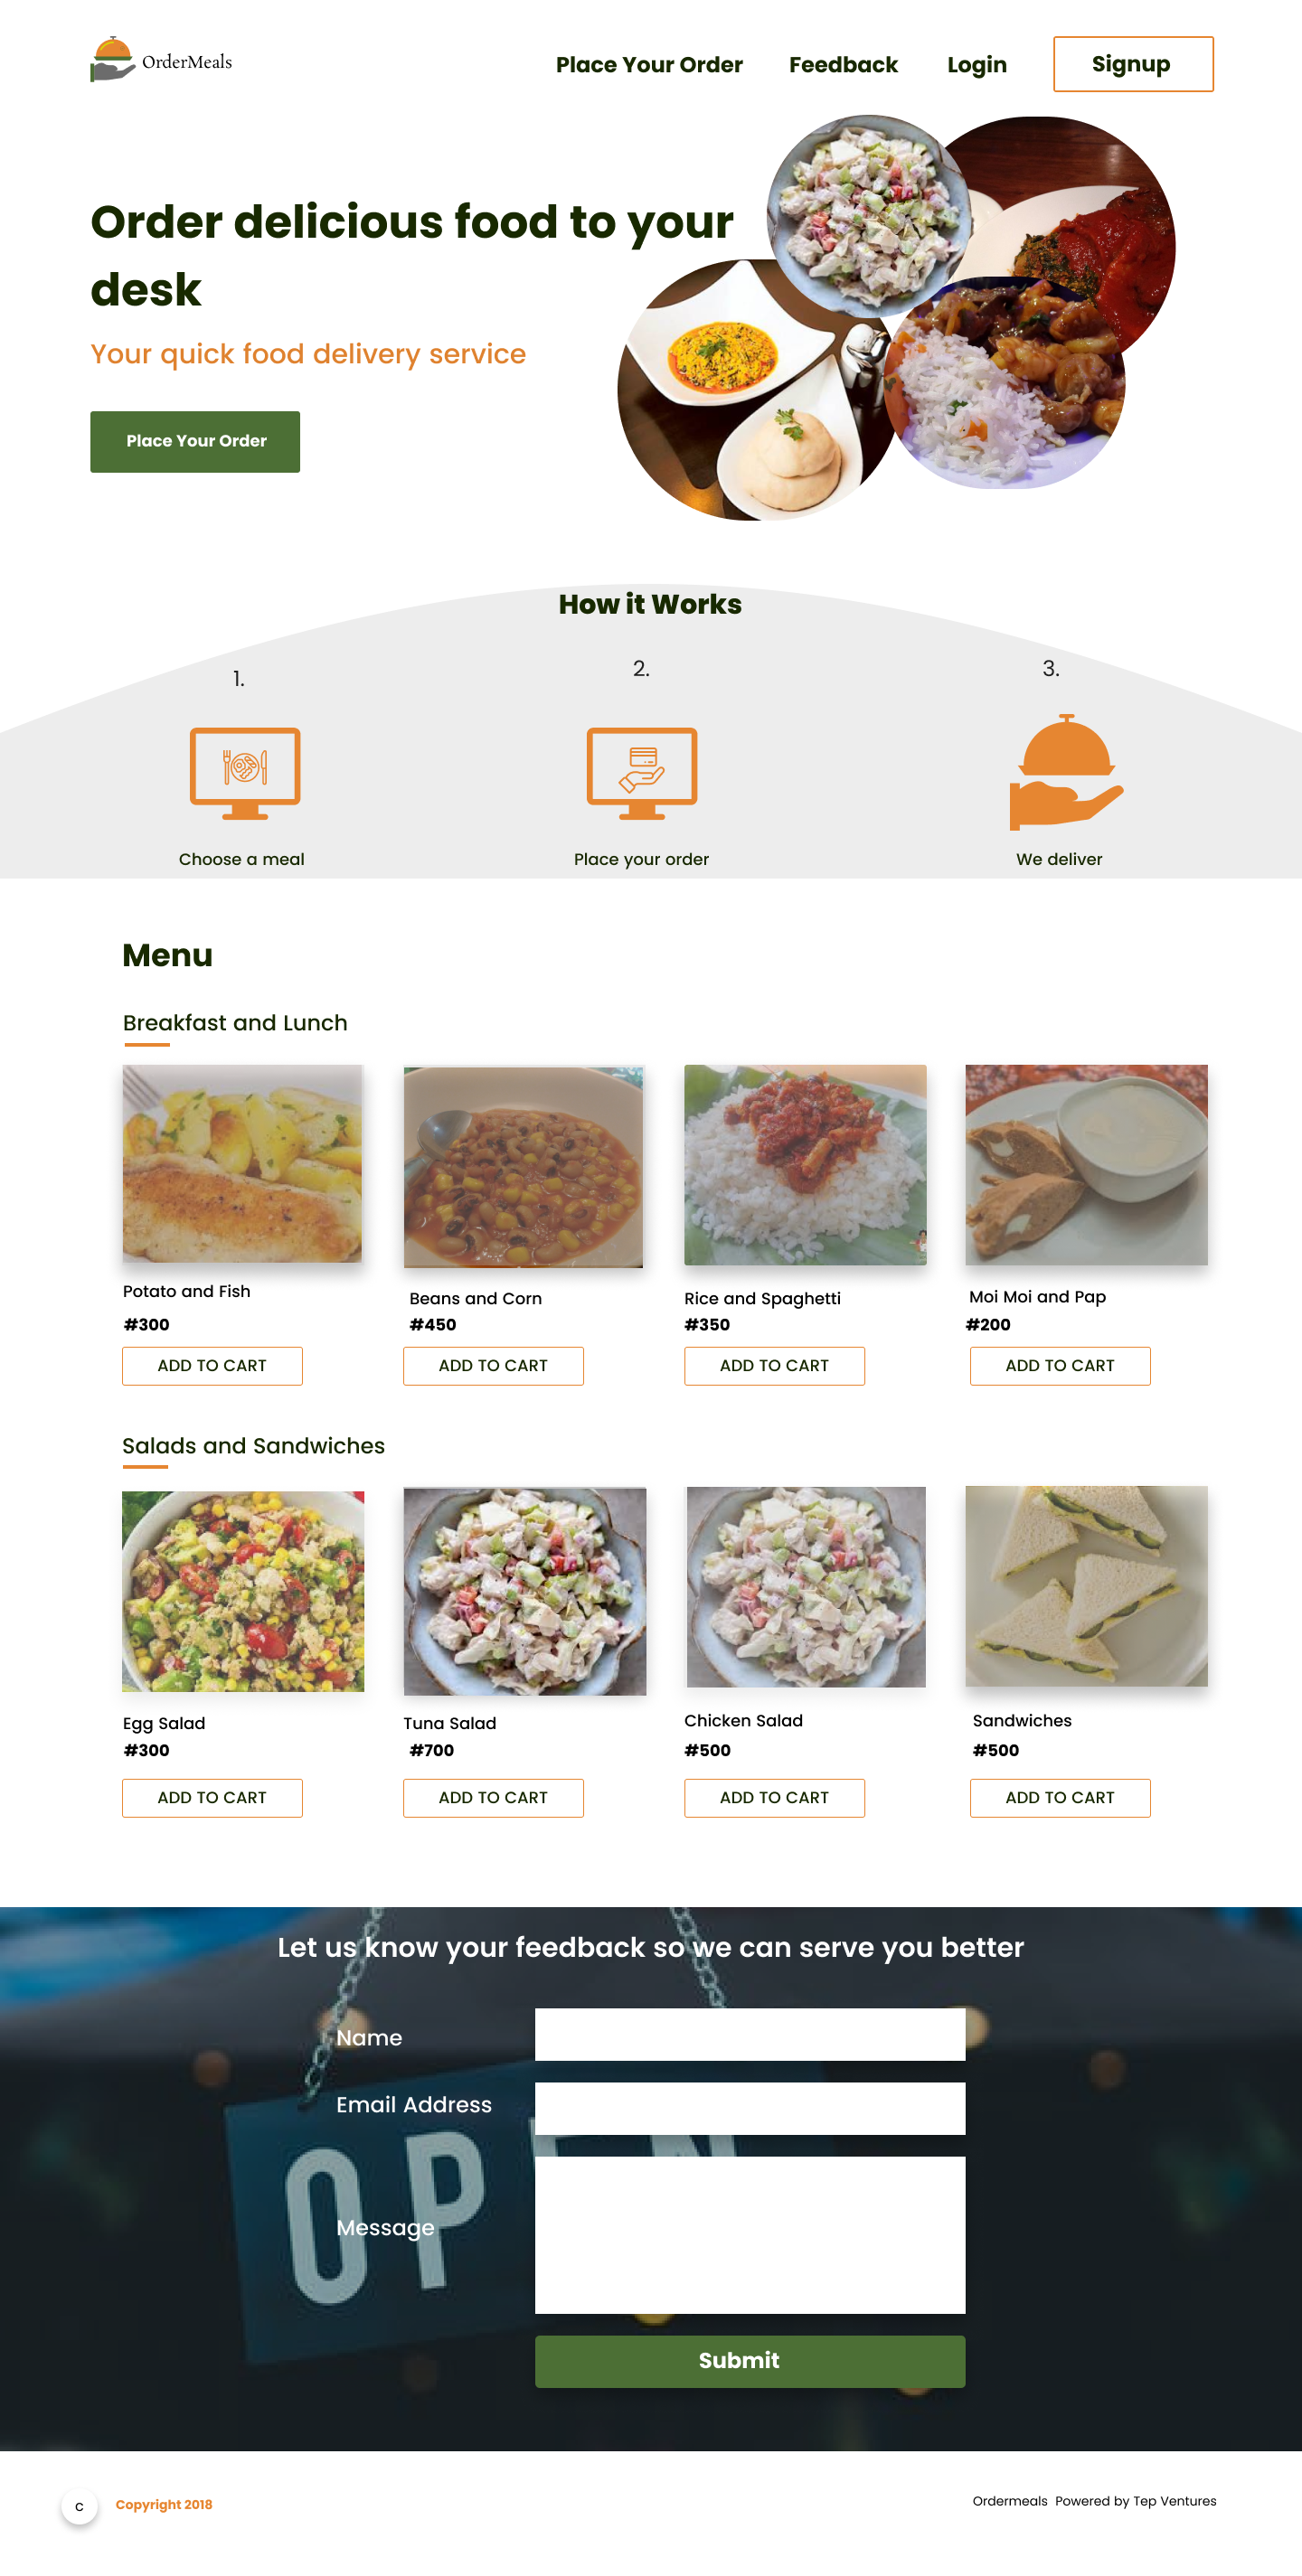 OrderMeals
Place Your Order
Feedback
Login
Signup
Order delicious food to your
desk
Your quick food delivery service
Place Your Order
How it Works
1.
2.
3.
Choose a meal
Place your order
We deliver
Menu
Breakfast and Lunch
Potato and Fish
Beans and Corn
Rice and Spaghetti
Moi Moi and Pap
#300
#450
#350
#200
ADD TO CART
ADD TO CART
ADD TO CART
ADD TO CART
Salads and Sandwiches
Egg Salad
Tuna Salad
Chicken Salad
Sandwiches
#300
#700
#500
#500
ADD TO CART
ADD TO CART
ADD TO CART
ADD TO CART
Let us know your feedback so we can serve you better
Name
Email Address
OPEN
Message
Submit
c
Copyright 2018
Ordermeals Powered by Tep Ventures